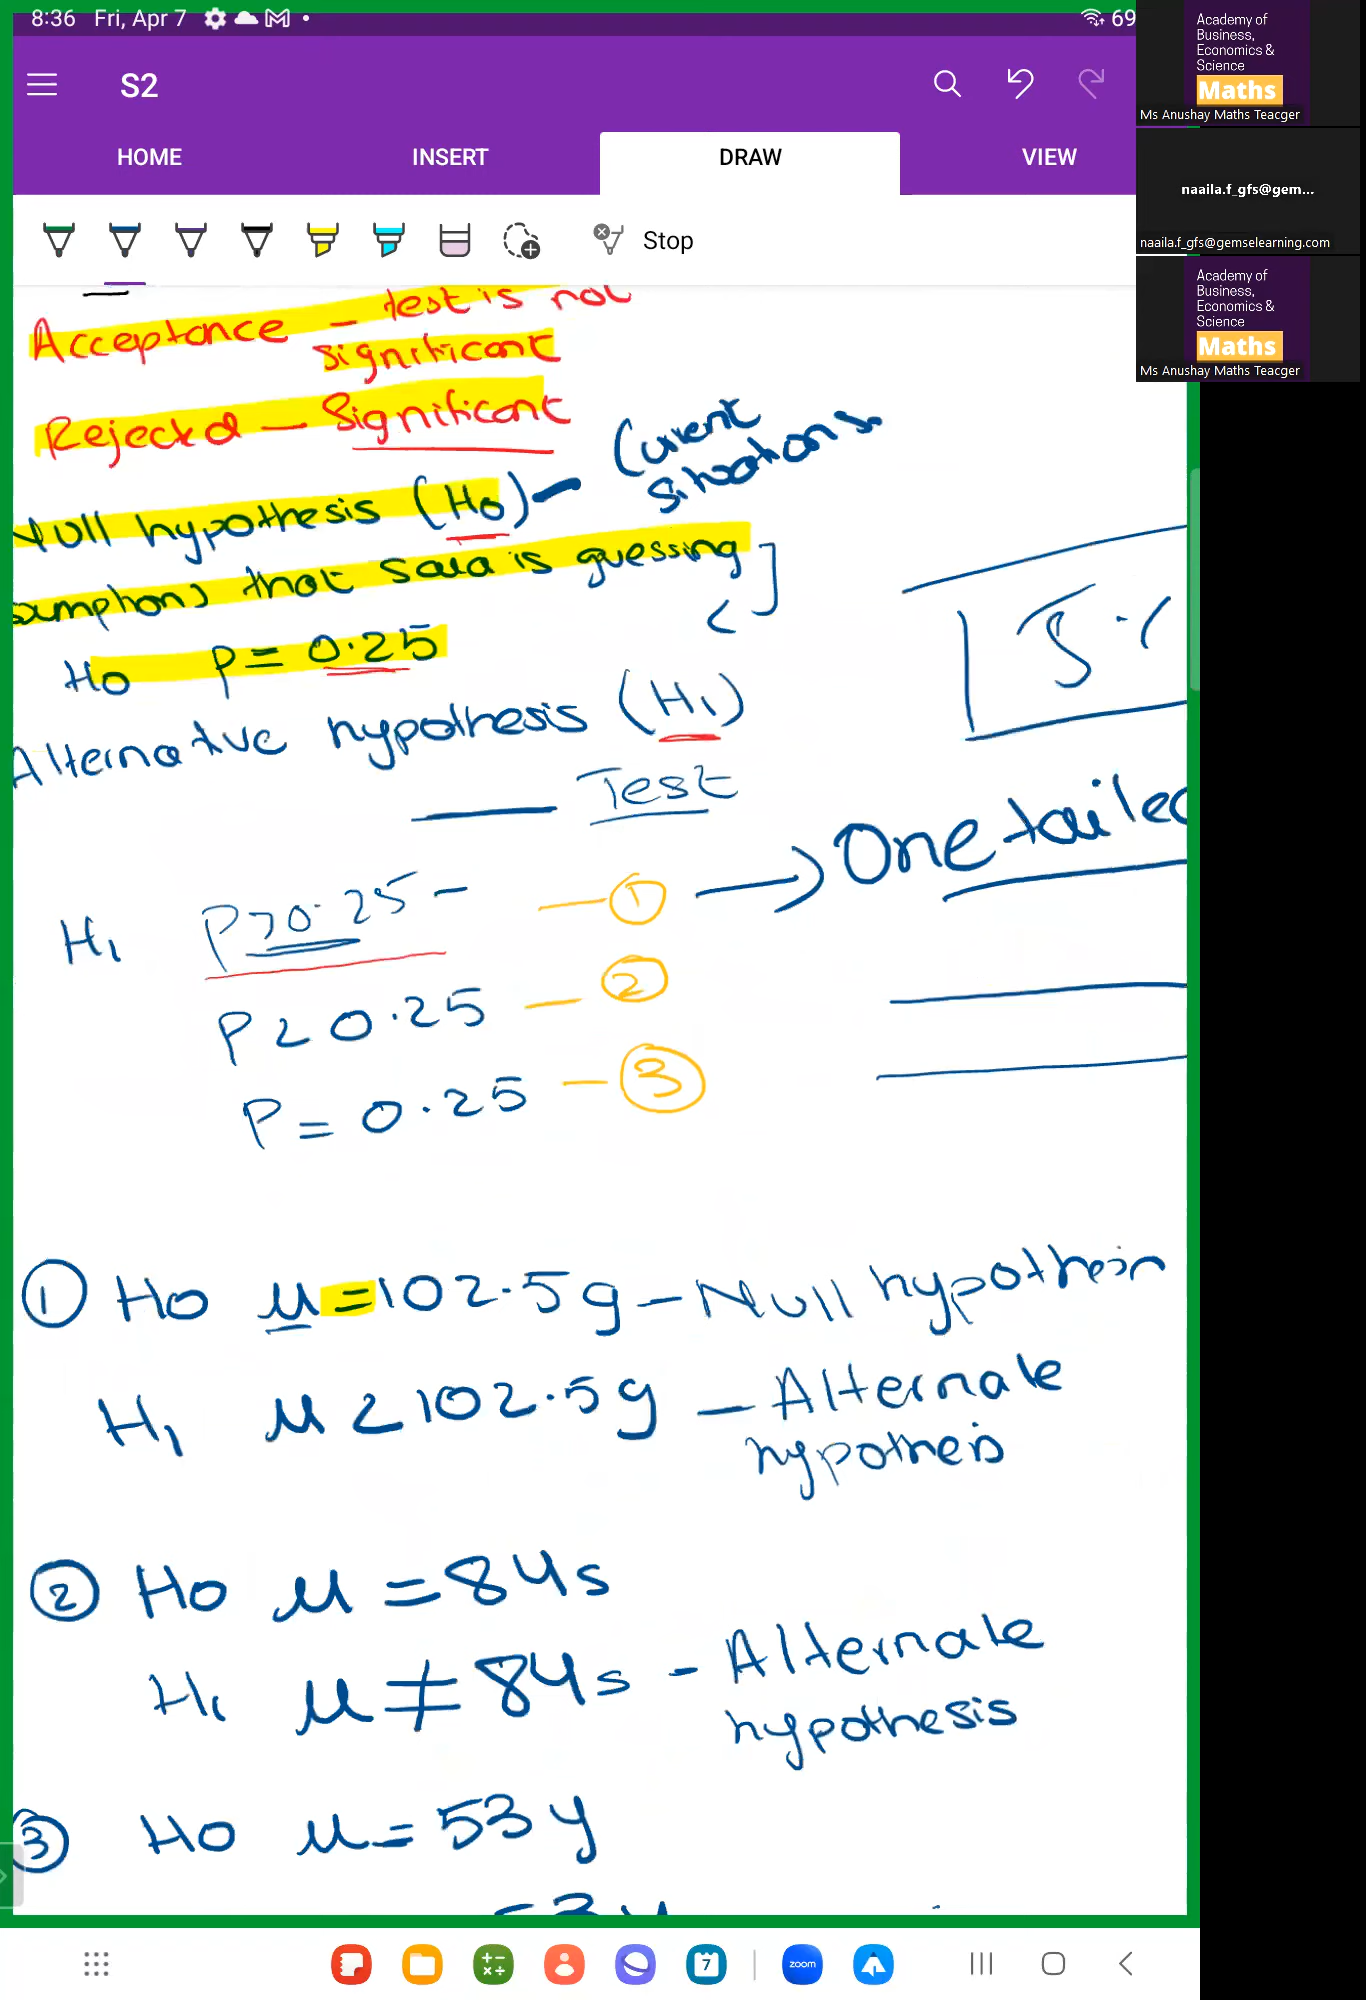 8:36 Fri, Apr 7
69
S2
HOME INSERT DRAW VIEW
Stop
Academy of
Business,
Economics &
Science
Maths
Ms Anushay Maths Teacger
naaila.f_gfs@gem...
naaila.f_gfs@gemselearning.com
Academy of
Business,
Economics &
Science
Maths
Ms Anushay Maths Teacger
Acceptance – test is not
significant
Rejected – Significant
Null hypothesis (H0) – Current
situations
that Sara is guessing
H0 P = 0.25
5%
Alternative hypothesis (H1)
Test
One tailed
H1 P > 0.25 – 1
P < 0.25 – 2
P = 0.25 – 3
1 H0 μ = 102.5g – Null hypothesis
H1 μ < 102.5g – Alternate
hypothesis
2 H0 μ = 84s
H1 μ ≠ 84s – Alternate
hypothesis
3 H0 μ = 53y
7
zoom